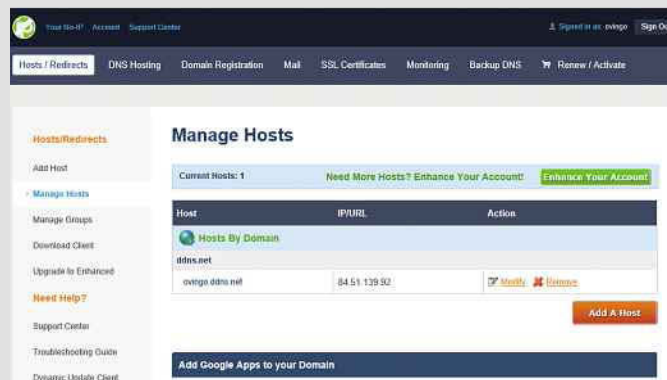 Your No-IP Account Support Center
Signed in as: ovingo Sign Ou
Hosts / Redirects DNS Hosting Domain Registration Mail SSL Certificates Monitoring Backup DNS Renew / Activate
Hosts/Redirects
Add Host
Manage Hosts
Manage Groups
Download Client
Upgrade to Enhanced
Need Help?
Support Center
Troubleshooting Guide
Dynamic Update Client
Manage Hosts
Current Hosts: 1 Need More Hosts? Enhance Your Account! Enhance Your Account
Host IP/URL Action
Hosts By Domain
ddns.net
ovingo.ddns.net 84.51.139.92 Modify Remove
Add A Host
Add Google Apps to your Domain